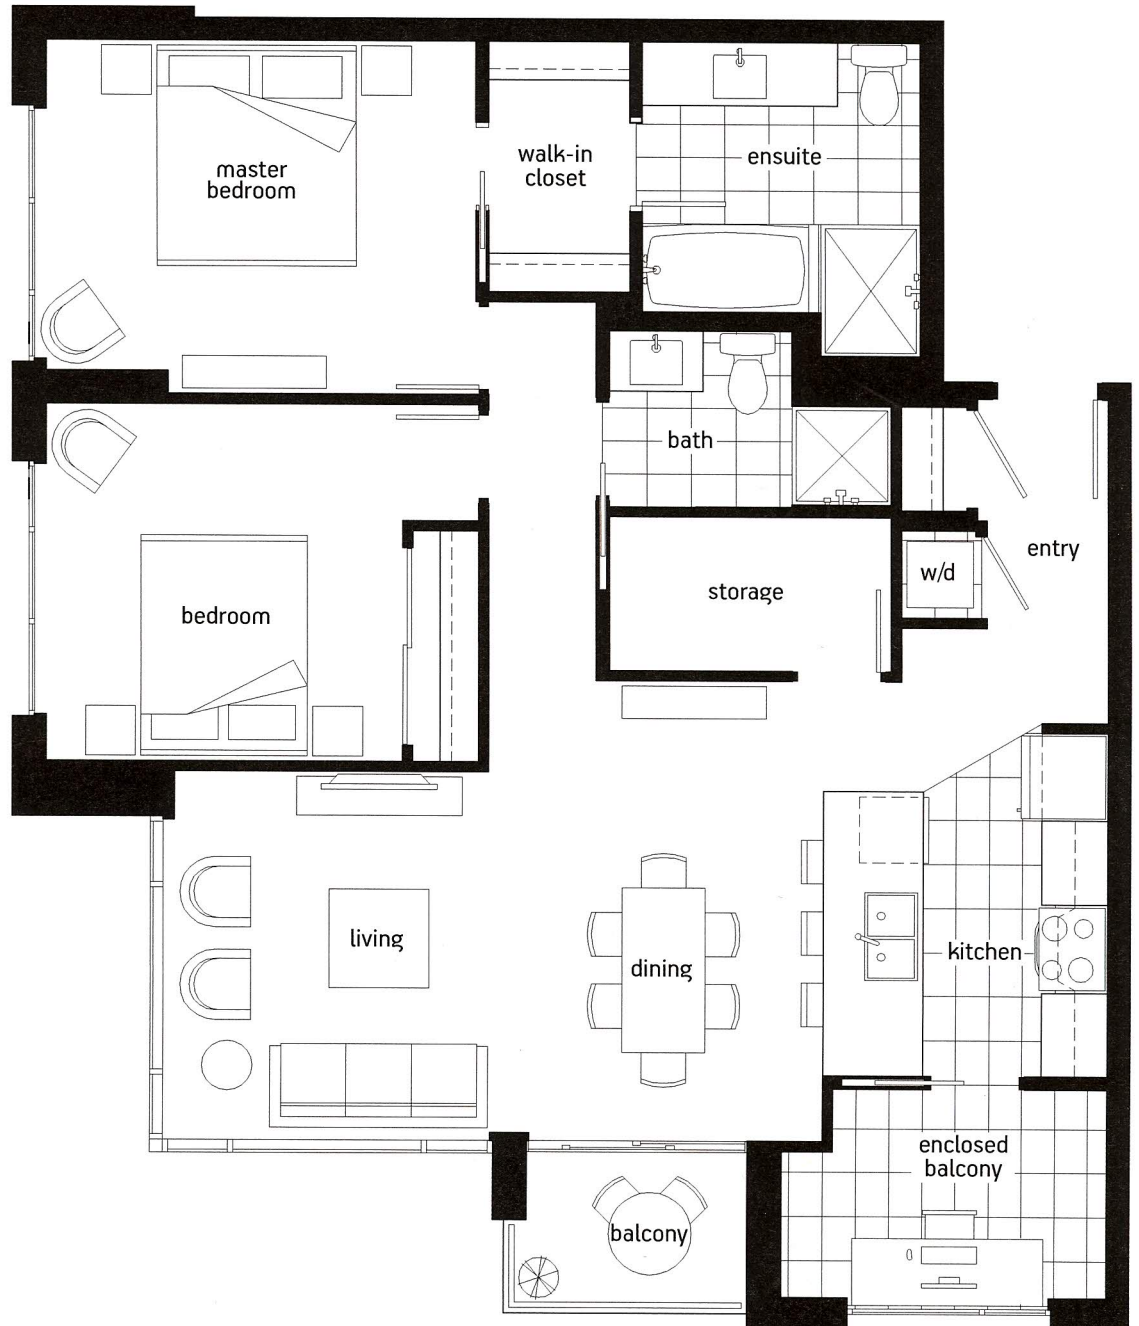 master
bedroom
walk-in
closet
ensuite
bath
entry
w/d
storage
bedroom
living
dining
kitchen
enclosed
balcony
balcony